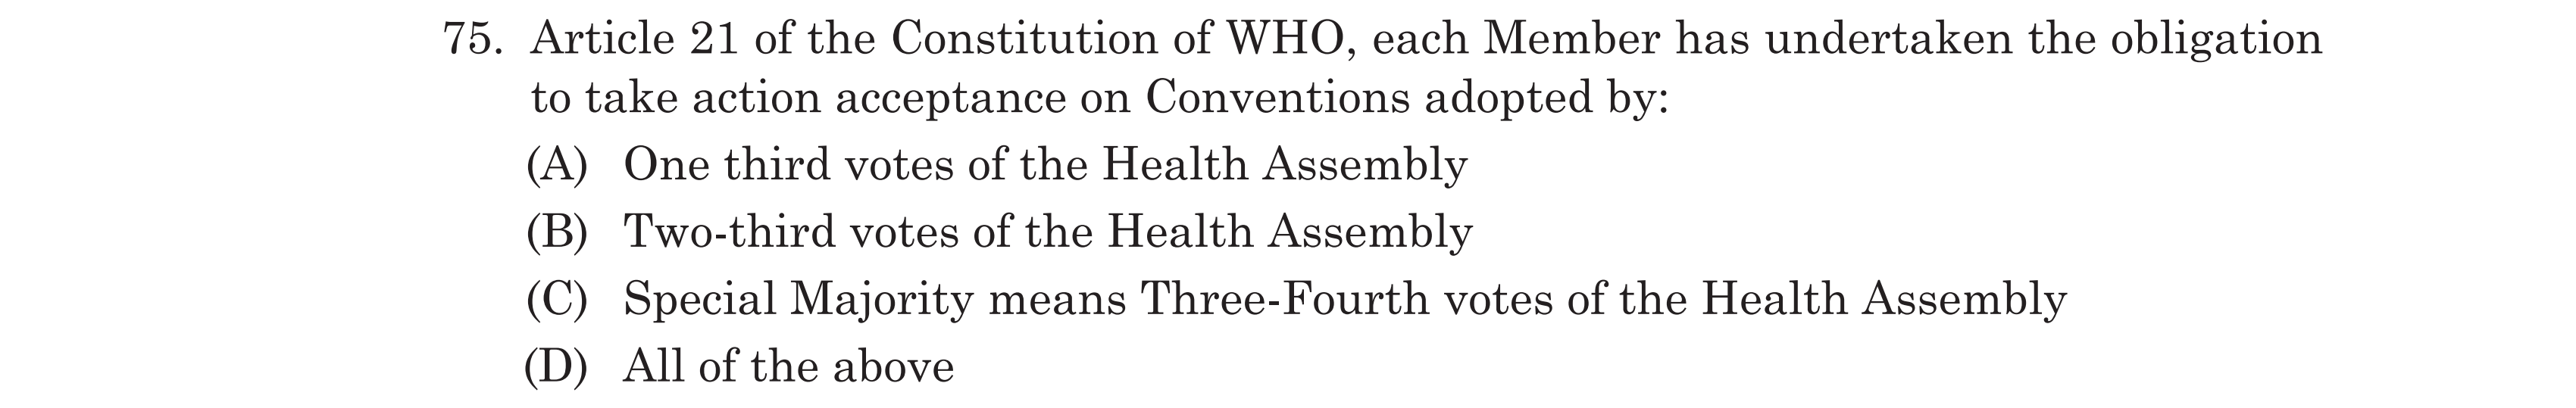 75. Article 21 of the Constitution of WHO, each Member has undertaken the obligation
to take action acceptance on Conventions adopted by:
(A) One third votes of the Health Assembly
(B) Two-third votes of the Health Assembly
(C) Special Majority means Three-Fourth votes of the Health Assembly
(D) All of the above